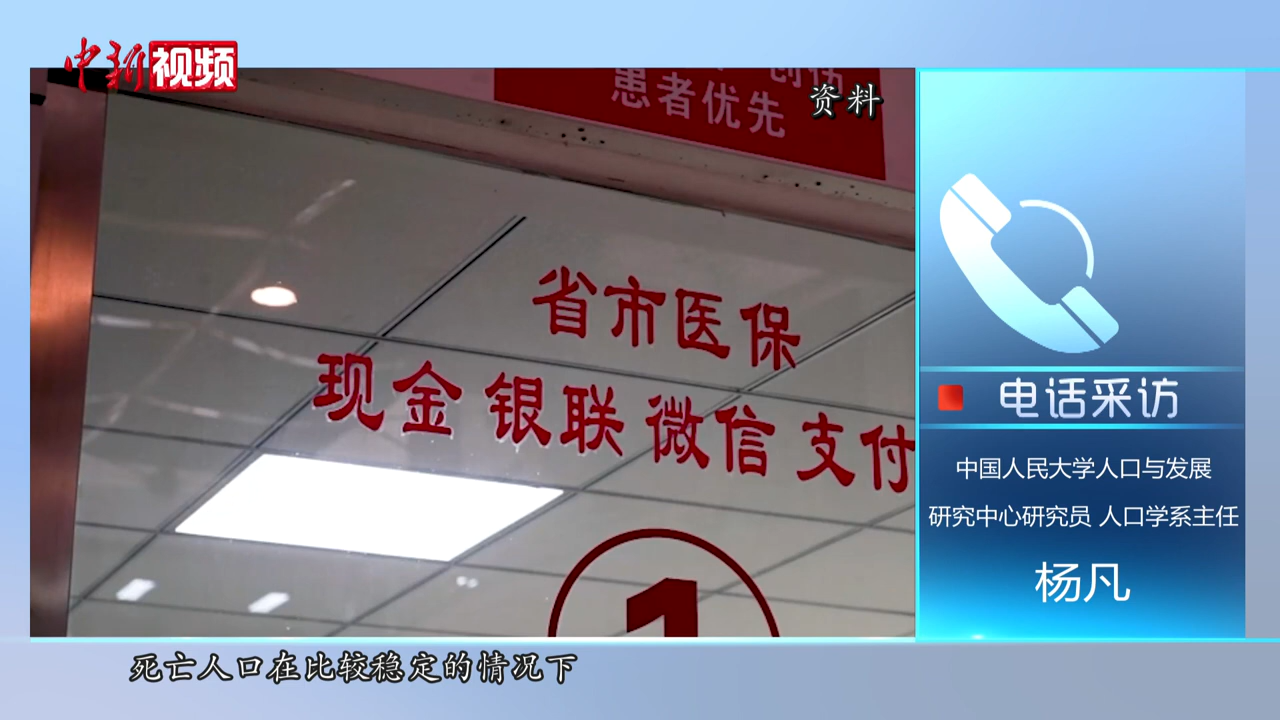 中新视频
患者优先
资料
省市医保
现金 银联 微信 支付
1
电话采访
中国人民大学人口与发展
研究中心研究员 人口学系主任
杨凡
死亡人口在比较稳定的情况下